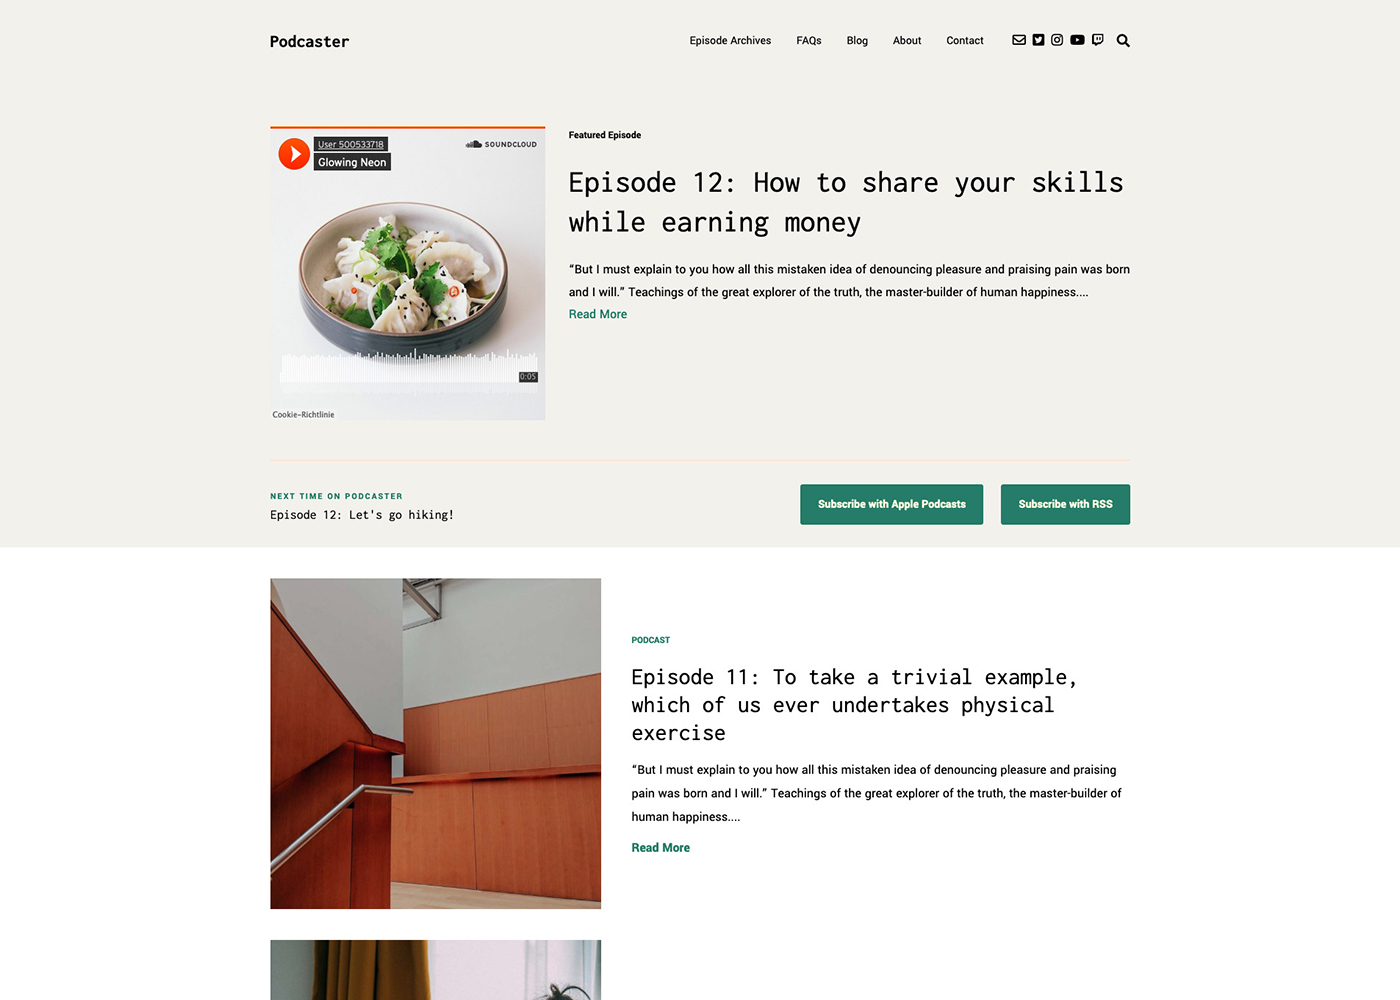 Podcaster
Episode Archives FAQs Blog About Contact
User 500533718
Glowing Neon
SOUNDCLOUD
0:05
Cookie-Richtlinie
Featured Episode
Episode 12: How to share your skills
while earning money
“But I must explain to you how all this mistaken idea of denouncing pleasure and praising pain was born
and I will.” Teachings of the great explorer of the truth, the master-builder of human happiness....
Read More
NEXT TIME ON PODCASTER
Episode 12: Let's go hiking!
Subscribe with Apple Podcasts
Subscribe with RSS
PODCAST
Episode 11: To take a trivial example,
which of us ever undertakes physical
exercise
“But I must explain to you how all this mistaken idea of denouncing pleasure and praising
pain was born and I will.” Teachings of the great explorer of the truth, the master-builder of
human happiness....
Read More